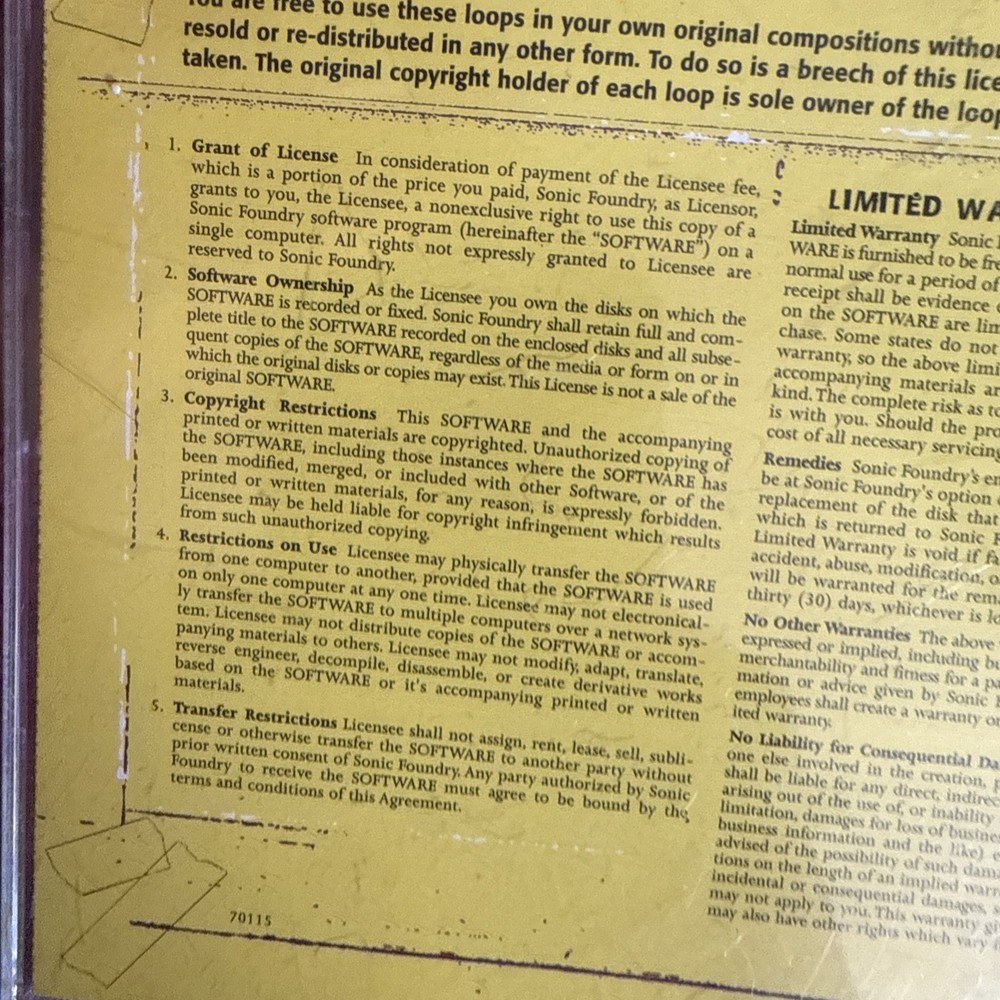 You are free to use these loops in your own original compositions
resold or re-distributed in any other form. To do so is a breech of this
taken. The original copyright holder of each loop is sole owner of the
1. Grant of License In consideration of payment of the Licensee fee,
which is a portion of the price you paid, Sonic Foundry, as Licensor,
grants to you, the Licensee, a nonexclusive right to use this copy of a
Sonic Foundry software program (hereinafter the “SOFTWARE”) on a
single computer. All rights not expressly granted to Licensee are
reserved to Sonic Foundry.
2. Software Ownership As the Licensee you own the disks on which the
SOFTWARE is recorded or fixed. Sonic Foundry shall retain full and com-
plete title to the SOFTWARE recorded on the enclosed disks and all subse-
quent copies of the SOFTWARE, regardless of the media or form on or in
which the original disks or copies may exist. This License is not a sale of the
original SOFTWARE.
3. Copyright Restrictions This SOFTWARE and the accompanying
printed or written materials are copyrighted. Unauthorized copying of
the SOFTWARE, including those instances where the SOFTWARE has
been modified, merged, or included with other Software, or of the
printed or written materials, for any reason, is expressly forbidden.
Licensee may be held liable for copyright infringement which results
from such unauthorized copying.
4. Restrictions on Use Licensee may physically transfer the SOFTWARE
from one computer to another, provided that the SOFTWARE is used
on only one computer at any one time. Licensee may not electronical-
ly transfer the SOFTWARE to multiple computers over a network sys-
tem. Licensee may not distribute copies of the SOFTWARE or accom-
panying materials to others. Licensee may not modify, adapt, translate,
reverse engineer, decompile, disassemble, or create derivative works
based on the SOFTWARE or it's accompanying printed or written
materials.
5. Transfer Restrictions Licensee shall not assign, rent, lease, sell, subli-
cense or otherwise transfer the SOFTWARE to another party without
prior written consent of Sonic Foundry. Any party authorized by Sonic
Foundry to receive the SOFTWARE must agree to be bound by the
terms and conditions of this Agreement.
70115
LIMITED WA
Limited Warranty Sonic
WARE is furnished to be
normal use for a period of
receipt shall be evidence
on the SOFTWARE are
chase. Some states do not
warranty, so the above
accompanying materials
kind. The complete risk as
is with you. Should the
cost of all necessary servicing
Remedies Sonic Foundry's
be at Sonic Foundry's option
replacement of the disk that
which is returned to Sonic
Limited Warranty is void if
accident, abuse, modification,
will be warranted for the
thirty (30) days, whichever is
No Other Warranties The above
expressed or implied, including
merchantability and fitness for a
mation or advice given by Sonic
employees shall create a warranty
ited warranty.
No Liability for Consequential
one else involved in the creation,
shall be liable for any direct,
arising out of the use of, or inability
limitation, damages for loss of
business information and the like)
advised of the possibility of such
tions on the length of an implied
incidental or consequential damages,
may not apply to you. This warranty
may also have other rights which vary